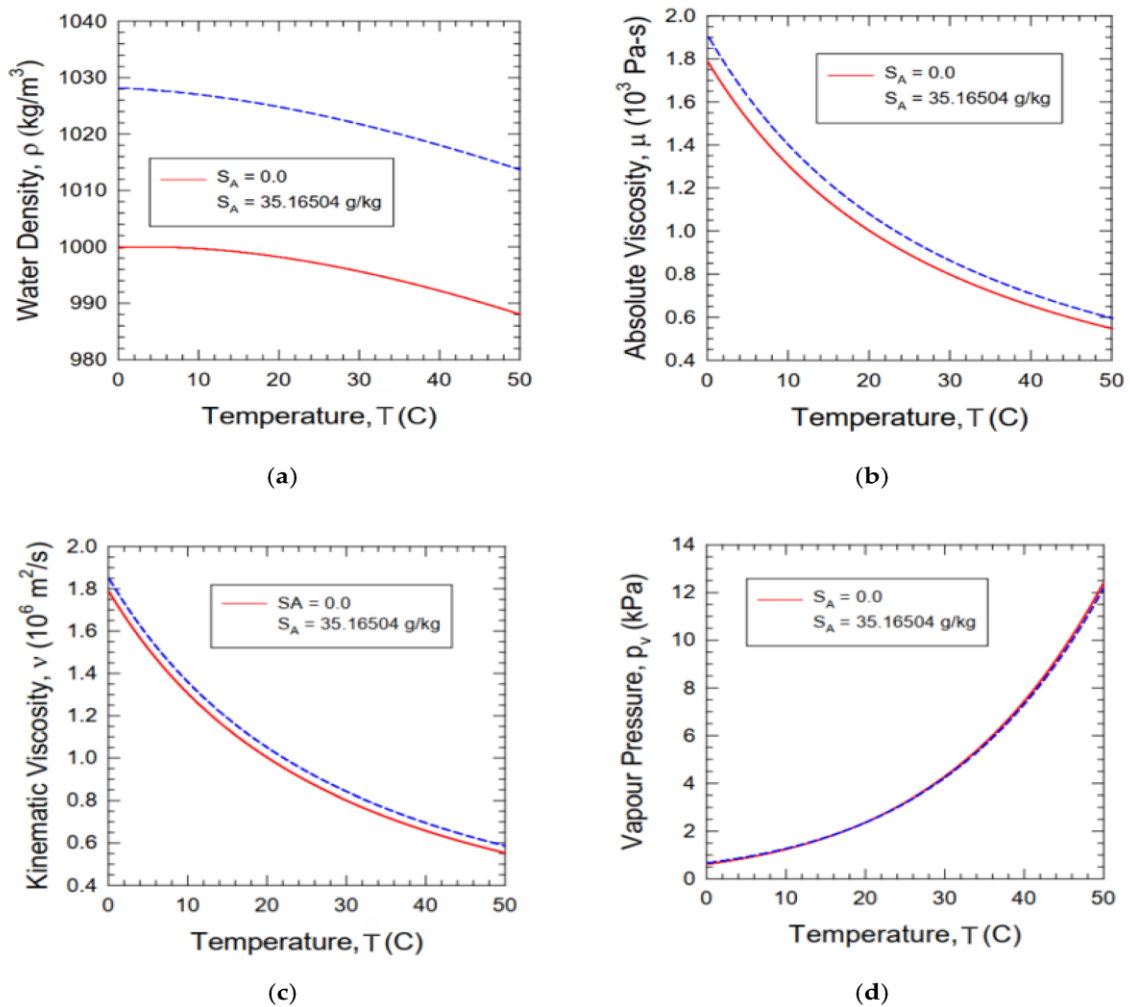 1040
1030
1020
1010
1000
990
980
Water Density, ρ (kg/m³)
S_A = 0.0
S_A = 35.16504 g/kg
0 10 20 30 40 50
Temperature, T (C)
(a)
2.0
1.8
1.6
1.4
1.2
1.0
0.8
0.6
0.4
Absolute Viscosity, μ (10³ Pa-s)
S_A = 0.0
S_A = 35.16504 g/kg
0 10 20 30 40 50
Temperature, T (C)
(b)
2.0
1.8
1.6
1.4
1.2
1.0
0.8
0.6
0.4
Kinematic Viscosity, ν (10⁶ m²/s)
SA = 0.0
S_A = 35.16504 g/kg
0 10 20 30 40 50
Temperature, T (C)
(c)
14
12
10
8
6
4
2
0
Vapour Pressure, p_v (kPa)
S_A = 0.0
S_A = 35.16504 g/kg
0 10 20 30 40 50
Temperature, T (C)
(d)